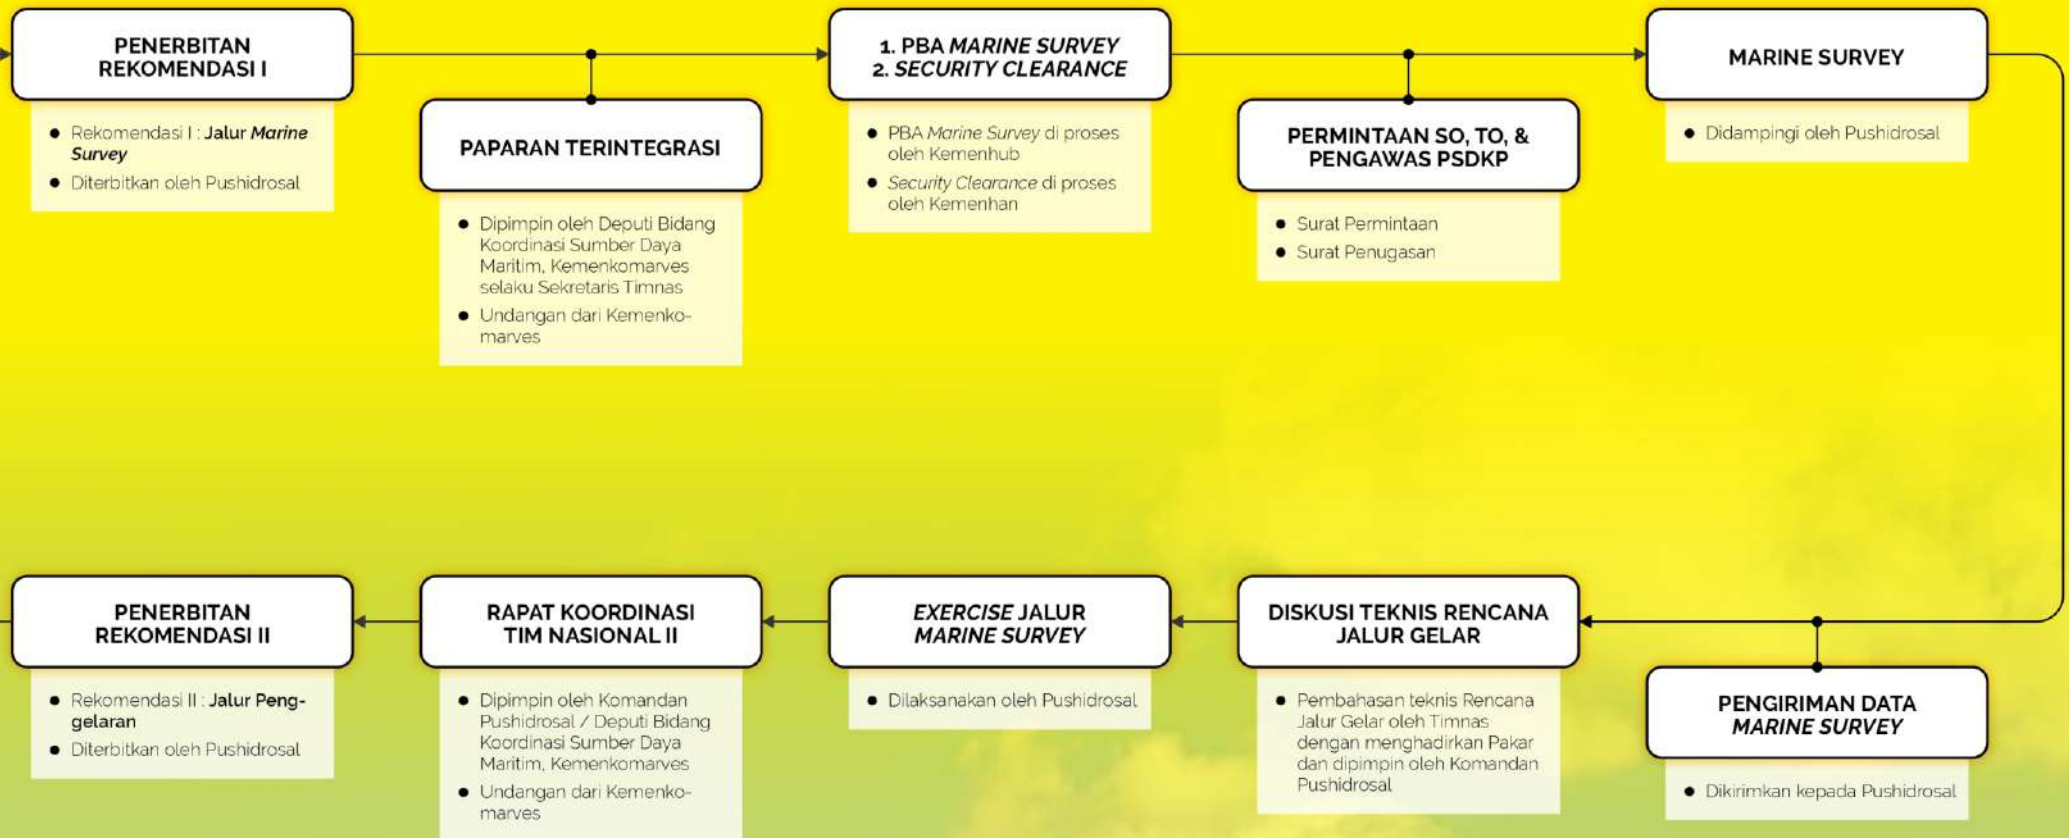 PENERBITAN
REKOMENDASI I
● Rekomendasi I : Jalur Marine
Survey
● Diterbitkan oleh Pushidrosal
PAPARAN TERINTEGRASI
● Dipimpin oleh Deputi Bidang
Koordinasi Sumber Daya
Maritim, Kemenkomarves
selaku Sekretaris Timnas
● Undangan dari Kemenko-
marves
1. PBA MARINE SURVEY
2. SECURITY CLEARANCE
● PBA Marine Survey di proses
oleh Kemenhub
● Security Clearance di proses
oleh Kemenhan
PERMINTAAN SO, TO, &
PENGAWAS PSDKP
● Surat Permintaan
● Surat Penugasan
MARINE SURVEY
● Didampingi oleh Pushidrosal
PENGIRIMAN DATA
MARINE SURVEY
● Dikirimkan kepada Pushidrosal
DISKUSI TEKNIS RENCANA
JALUR GELAR
● Pembahasan teknis Rencana
Jalur Gelar oleh Timnas
dengan menghadirkan Pakar
dan dipimpin oleh Komandan
Pushidrosal
EXERCISE JALUR
MARINE SURVEY
● Dilaksanakan oleh Pushidrosal
RAPAT KOORDINASI
TIM NASIONAL II
● Dipimpin oleh Komandan
Pushidrosal / Deputi Bidang
Koordinasi Sumber Daya
Maritim, Kemenkomarves
● Undangan dari Kemenko-
marves
PENERBITAN
REKOMENDASI II
● Rekomendasi II : Jalur Peng-
gelaran
● Diterbitkan oleh Pushidrosal